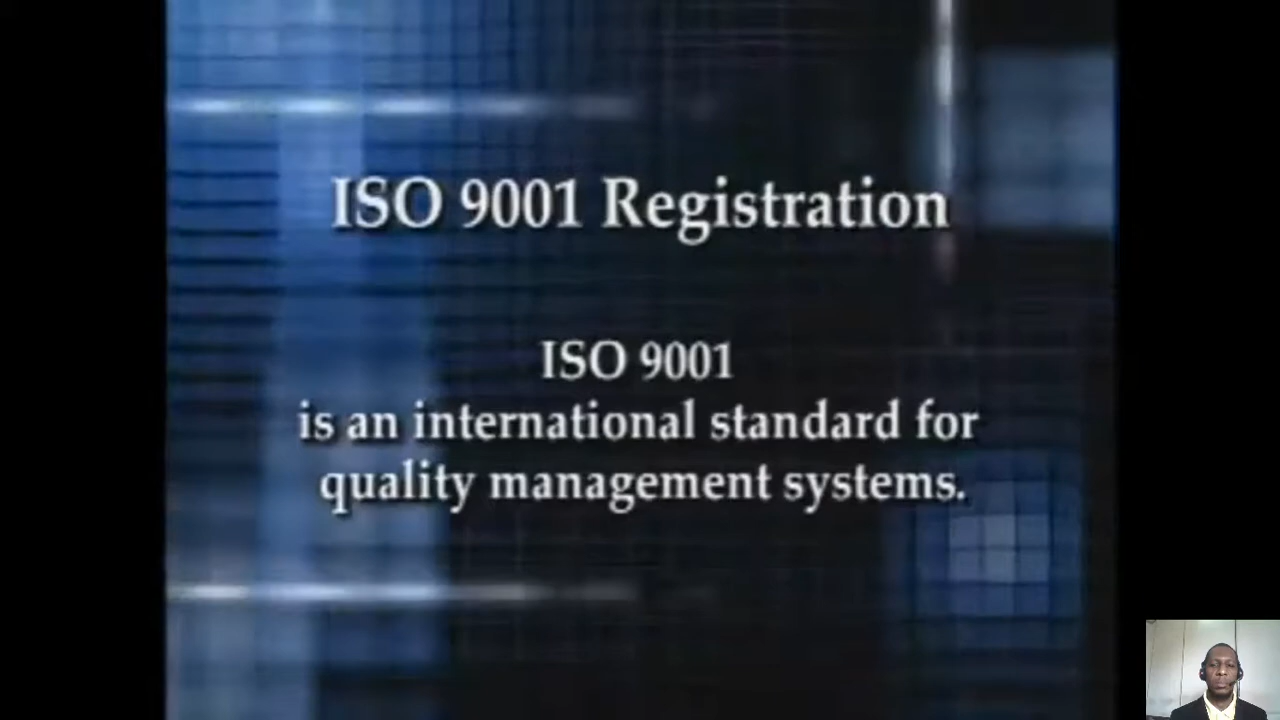 ISO 9001 Registration
ISO 9001
is an international standard for
quality management systems.